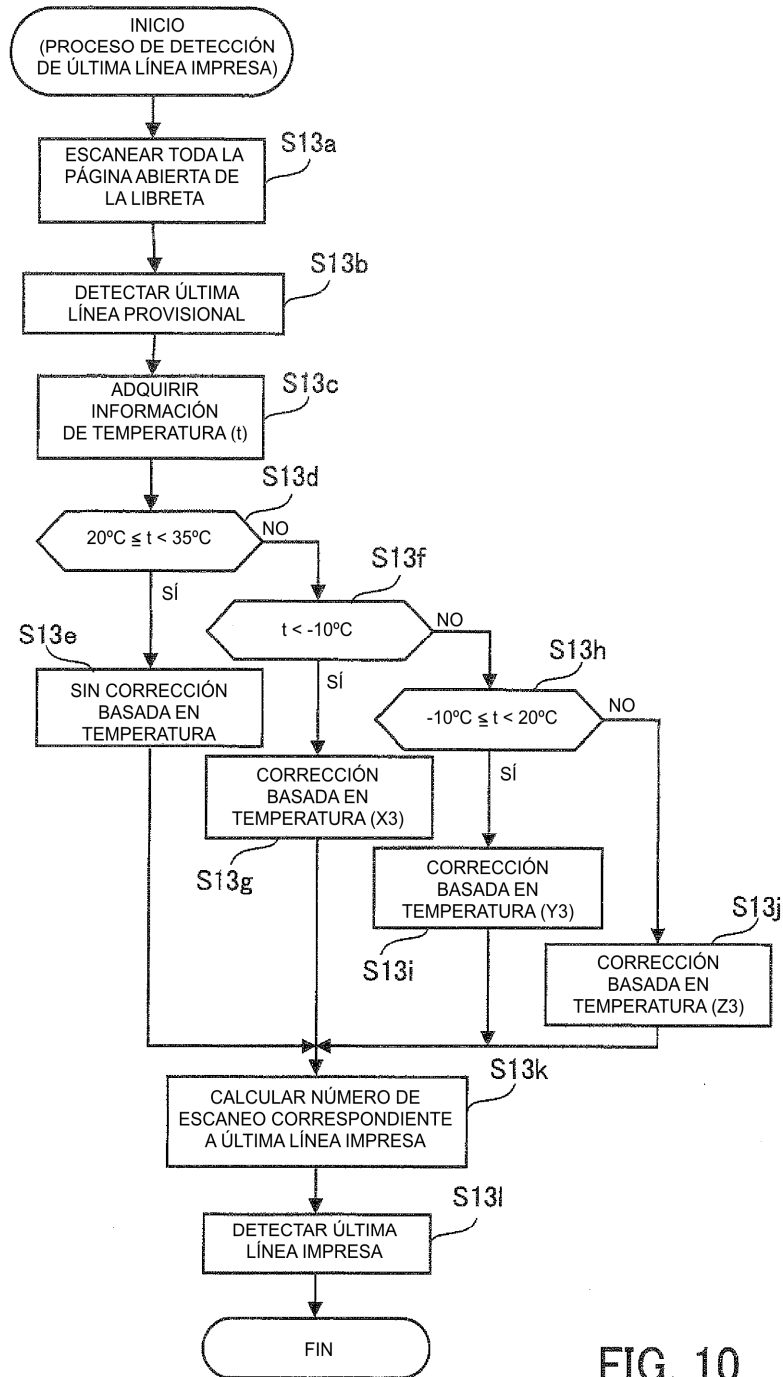 INICIO
(PROCESO DE DETECCIÓN
DE ÚLTIMA LÍNEA IMPRESA)
S13a
ESCANEAR TODA LA
PÁGINA ABIERTA DE
LA LIBRETA
S13b
DETECTAR ÚLTIMA
LÍNEA PROVISIONAL
S13c
ADQUIRIR
INFORMACIÓN
DE TEMPERATURA (t)
S13d
20ºC ≦ t < 35ºC
NO
SÍ
S13f
t < -10ºC
NO
SÍ
S13e
SIN CORRECCIÓN
BASADA EN
TEMPERATURA
S13h
-10ºC ≦ t < 20ºC
NO
SÍ
CORRECCIÓN
BASADA EN
TEMPERATURA (X3)
S13g
CORRECCIÓN
BASADA EN
TEMPERATURA (Y3)
S13i
S13j
CORRECCIÓN
BASADA EN
TEMPERATURA (Z3)
S13k
CALCULAR NÚMERO DE
ESCANEO CORRESPONDIENTE
A ÚLTIMA LÍNEA IMPRESA
S13l
DETECTAR ÚLTIMA
LÍNEA IMPRESA
FIN
FIG. 10